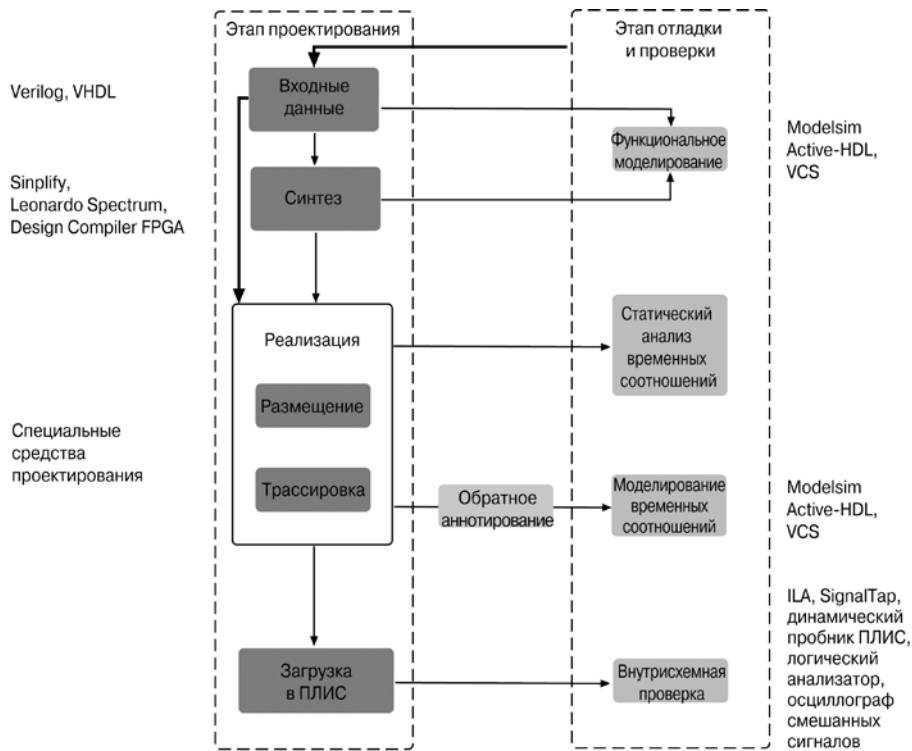 Этап проектирования
Этап отладки
и проверки
Verilog, VHDL
Входные
данные
Функциональное
моделирование
Modelsim
Active-HDL,
VCS
Sinplify,
Leonardo Spectrum,
Design Compiler FPGA
Синтез
Реализация
Размещение
Трассировка
Статический
анализ
временных
соотношений
Специальные
средства
проектирования
Обратное
аннотирование
Моделирование
временных
соотношений
Modelsim
Active-HDL,
VCS
Загрузка
в ПЛИС
Внутрисхемная
проверка
ILA, SignalTap,
динамический
пробник ПЛИС,
логический
анализатор,
осциллограф
смешанных
сигналов